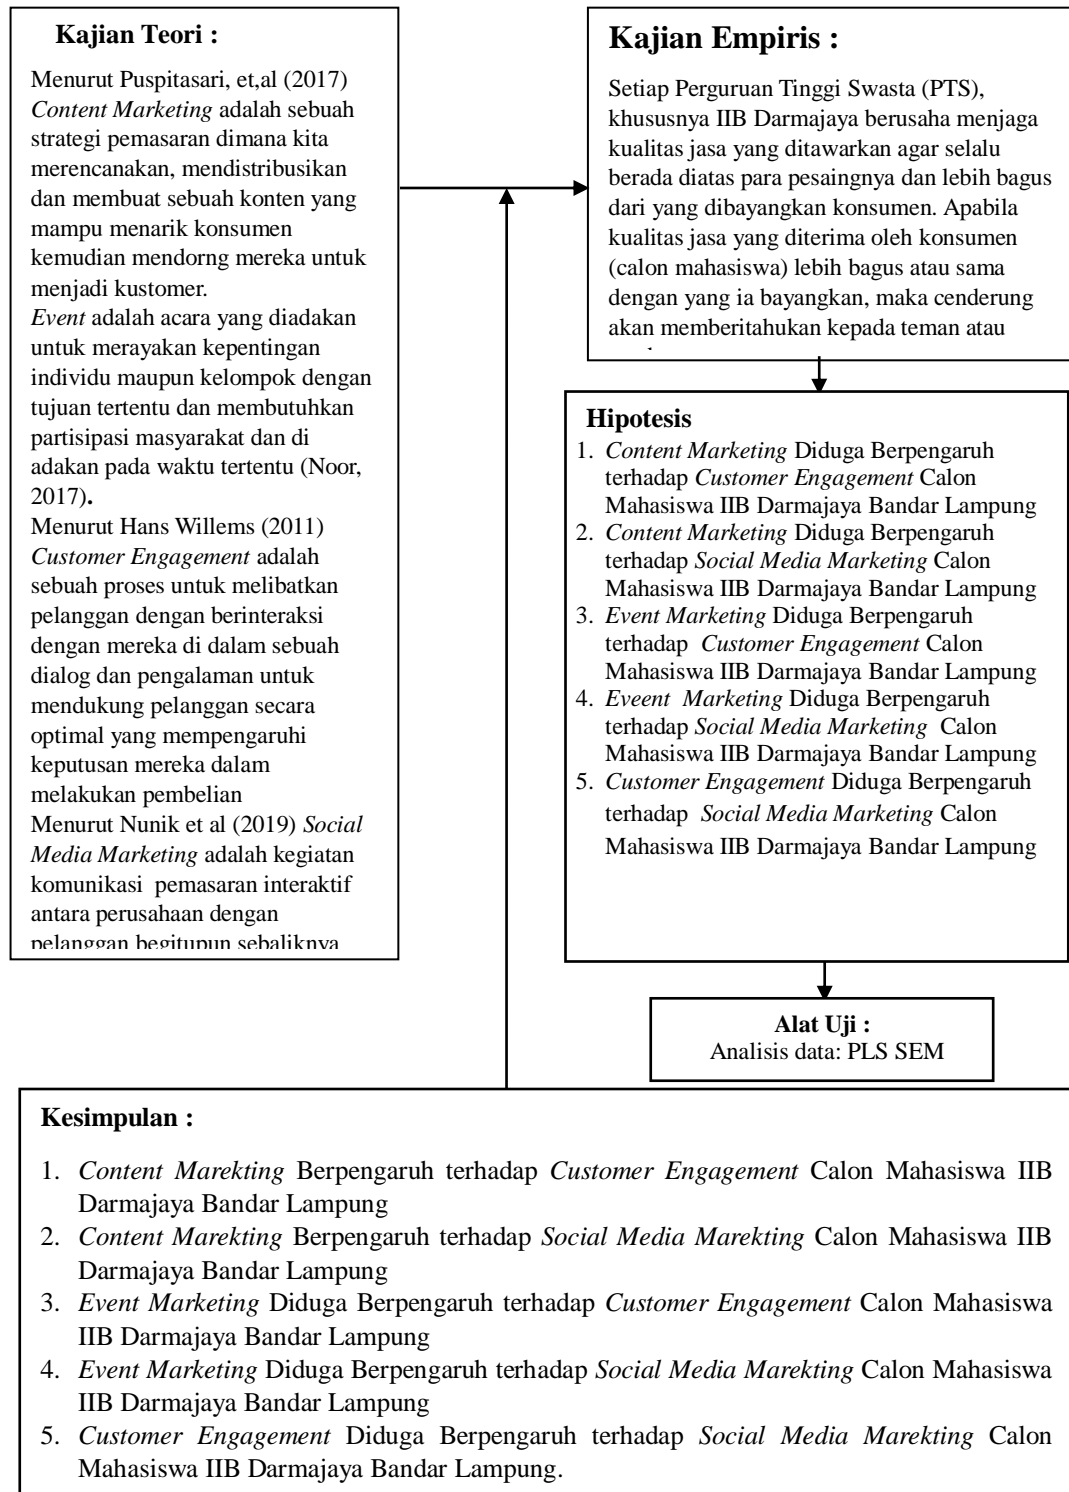 Kajian Teori :
Menurut Puspitasari, et,al (2017)
Content Marketing adalah sebuah
strategi pemasaran dimana kita
merencanakan, mendistribusikan
dan membuat sebuah konten yang
mampu menarik konsumen
kemudian mendorng mereka untuk
menjadi kustomer.
Event adalah acara yang diadakan
untuk merayakan kepentingan
individu maupun kelompok dengan
tujuan tertentu dan membutuhkan
partisipasi masyarakat dan di
adakan pada waktu tertentu (Noor,
2017).
Menurut Hans Willems (2011)
Customer Engagement adalah
sebuah proses untuk melibatkan
pelanggan dengan berinteraksi
dengan mereka di dalam sebuah
dialog dan pengalaman untuk
mendukung pelanggan secara
optimal yang mempengaruhi
keputusan mereka dalam
melakukan pembelian
Menurut Nunik et al (2019) Social
Media Marketing adalah kegiatan
komunikasi pemasaran interaktif
antara perusahaan dengan
pelanggan begitupun sebaliknya
Kajian Empiris :
Setiap Perguruan Tinggi Swasta (PTS),
khususnya IIB Darmajaya berusaha menjaga
kualitas jasa yang ditawarkan agar selalu
berada diatas para pesaingnya dan lebih bagus
dari yang dibayangkan konsumen. Apabila
kualitas jasa yang diterima oleh konsumen
(calon mahasiswa) lebih bagus atau sama
dengan yang ia bayangkan, maka cenderung
akan memberitahukan kepada teman atau
Hipotesis
1. Content Marketing Diduga Berpengaruh
terhadap Customer Engagement Calon
Mahasiswa IIB Darmajaya Bandar Lampung
2. Content Marketing Diduga Berpengaruh
terhadap Social Media Marketing Calon
Mahasiswa IIB Darmajaya Bandar Lampung
3. Event Marketing Diduga Berpengaruh
terhadap Customer Engagement Calon
Mahasiswa IIB Darmajaya Bandar Lampung
4. Eveent Marketing Diduga Berpengaruh
terhadap Social Media Marketing Calon
Mahasiswa IIB Darmajaya Bandar Lampung
5. Customer Engagement Diduga Berpengaruh
terhadap Social Media Marketing Calon
Mahasiswa IIB Darmajaya Bandar Lampung
Alat Uji :
Analisis data: PLS SEM
Kesimpulan :
1. Content Marekting Berpengaruh terhadap Customer Engagement Calon Mahasiswa IIB
Darmajaya Bandar Lampung
2. Content Marekting Berpengaruh terhadap Social Media Marekting Calon Mahasiswa IIB
Darmajaya Bandar Lampung
3. Event Marketing Diduga Berpengaruh terhadap Customer Engagement Calon Mahasiswa
IIB Darmajaya Bandar Lampung
4. Event Marketing Diduga Berpengaruh terhadap Social Media Marekting Calon Mahasiswa
IIB Darmajaya Bandar Lampung
5. Customer Engagement Diduga Berpengaruh terhadap Social Media Marekting Calon
Mahasiswa IIB Darmajaya Bandar Lampung.